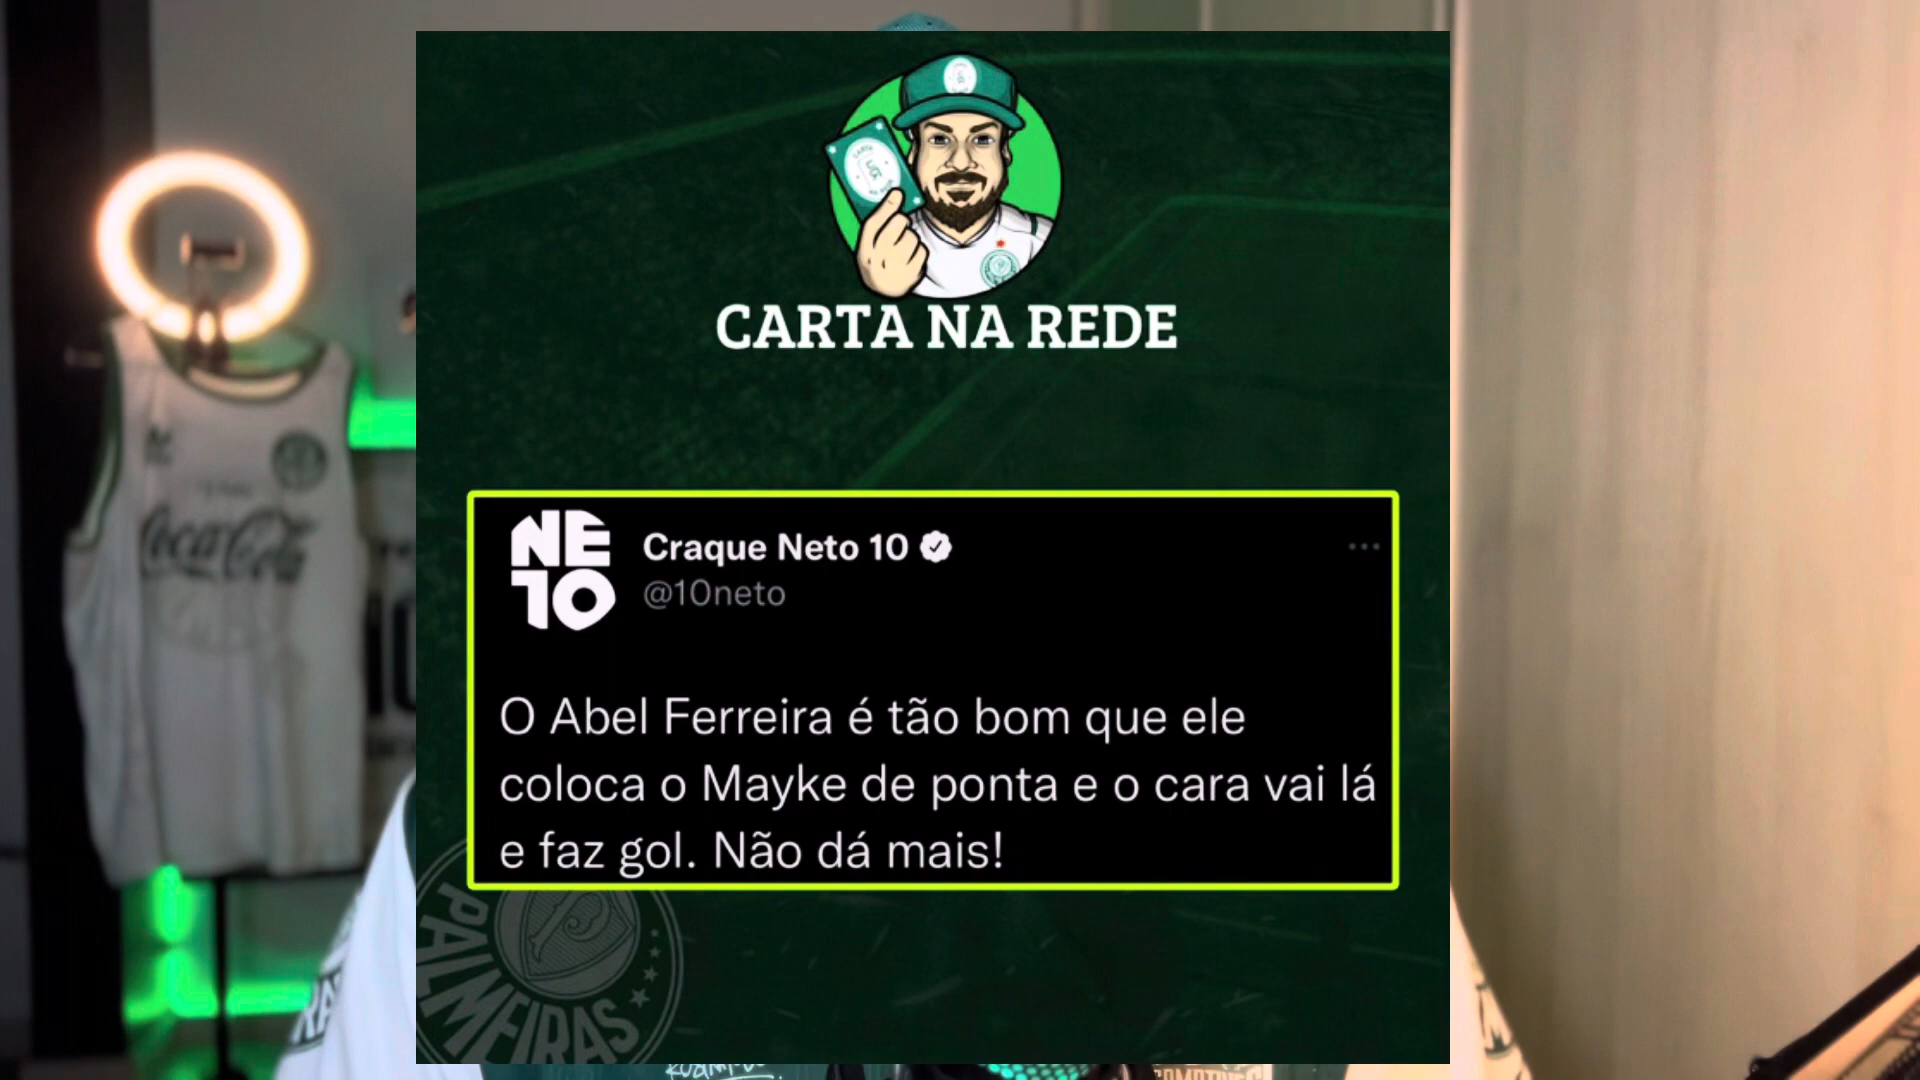 CARTA NA REDE
NE
10
Craque Neto 10
@10neto
O Abel Ferreira é tão bom que ele
coloca o Mayke de ponta e o cara vai lá
e faz gol. Não dá mais!
Coca-Cola
PALMEIRAS